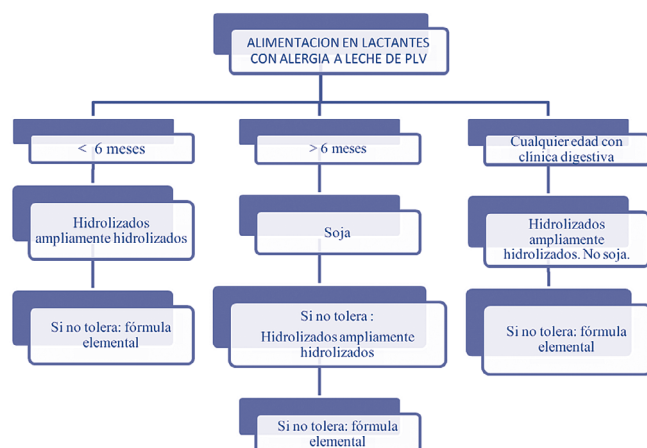 ALIMENTACION EN LACTANTES
CON ALERGIA A LECHE DE PLV
< 6 meses
Hidrolizados
ampliamente hidrolizados
Si no tolera: fórmula
elemental
> 6 meses
Soja
Si no tolera :
Hidrolizados ampliamente
hidrolizados
Si no tolera: fórmula
elemental
Cualquier edad con
clínica digestiva
Hidrolizados
ampliamente
hidrolizados. No soja.
Si no tolera: fórmula
elemental